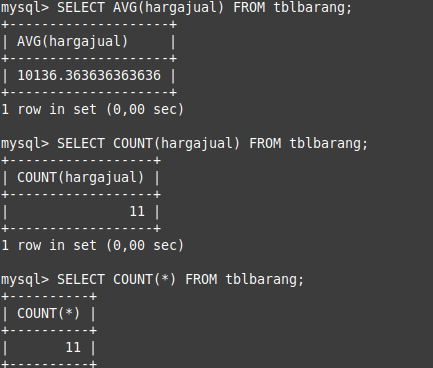 mysql> SELECT AVG(hargajual) FROM tblbarang;
+--------------------+
| AVG(hargajual)     |
+--------------------+
| 10136.363636363636 |
+--------------------+
1 row in set (0,00 sec)

mysql> SELECT COUNT(hargajual) FROM tblbarang;
+------------------+
| COUNT(hargajual) |
+------------------+
|               11 |
+------------------+
1 row in set (0,00 sec)

mysql> SELECT COUNT(*) FROM tblbarang;
+----------+
| COUNT(*) |
+----------+
|       11 |
+----------+